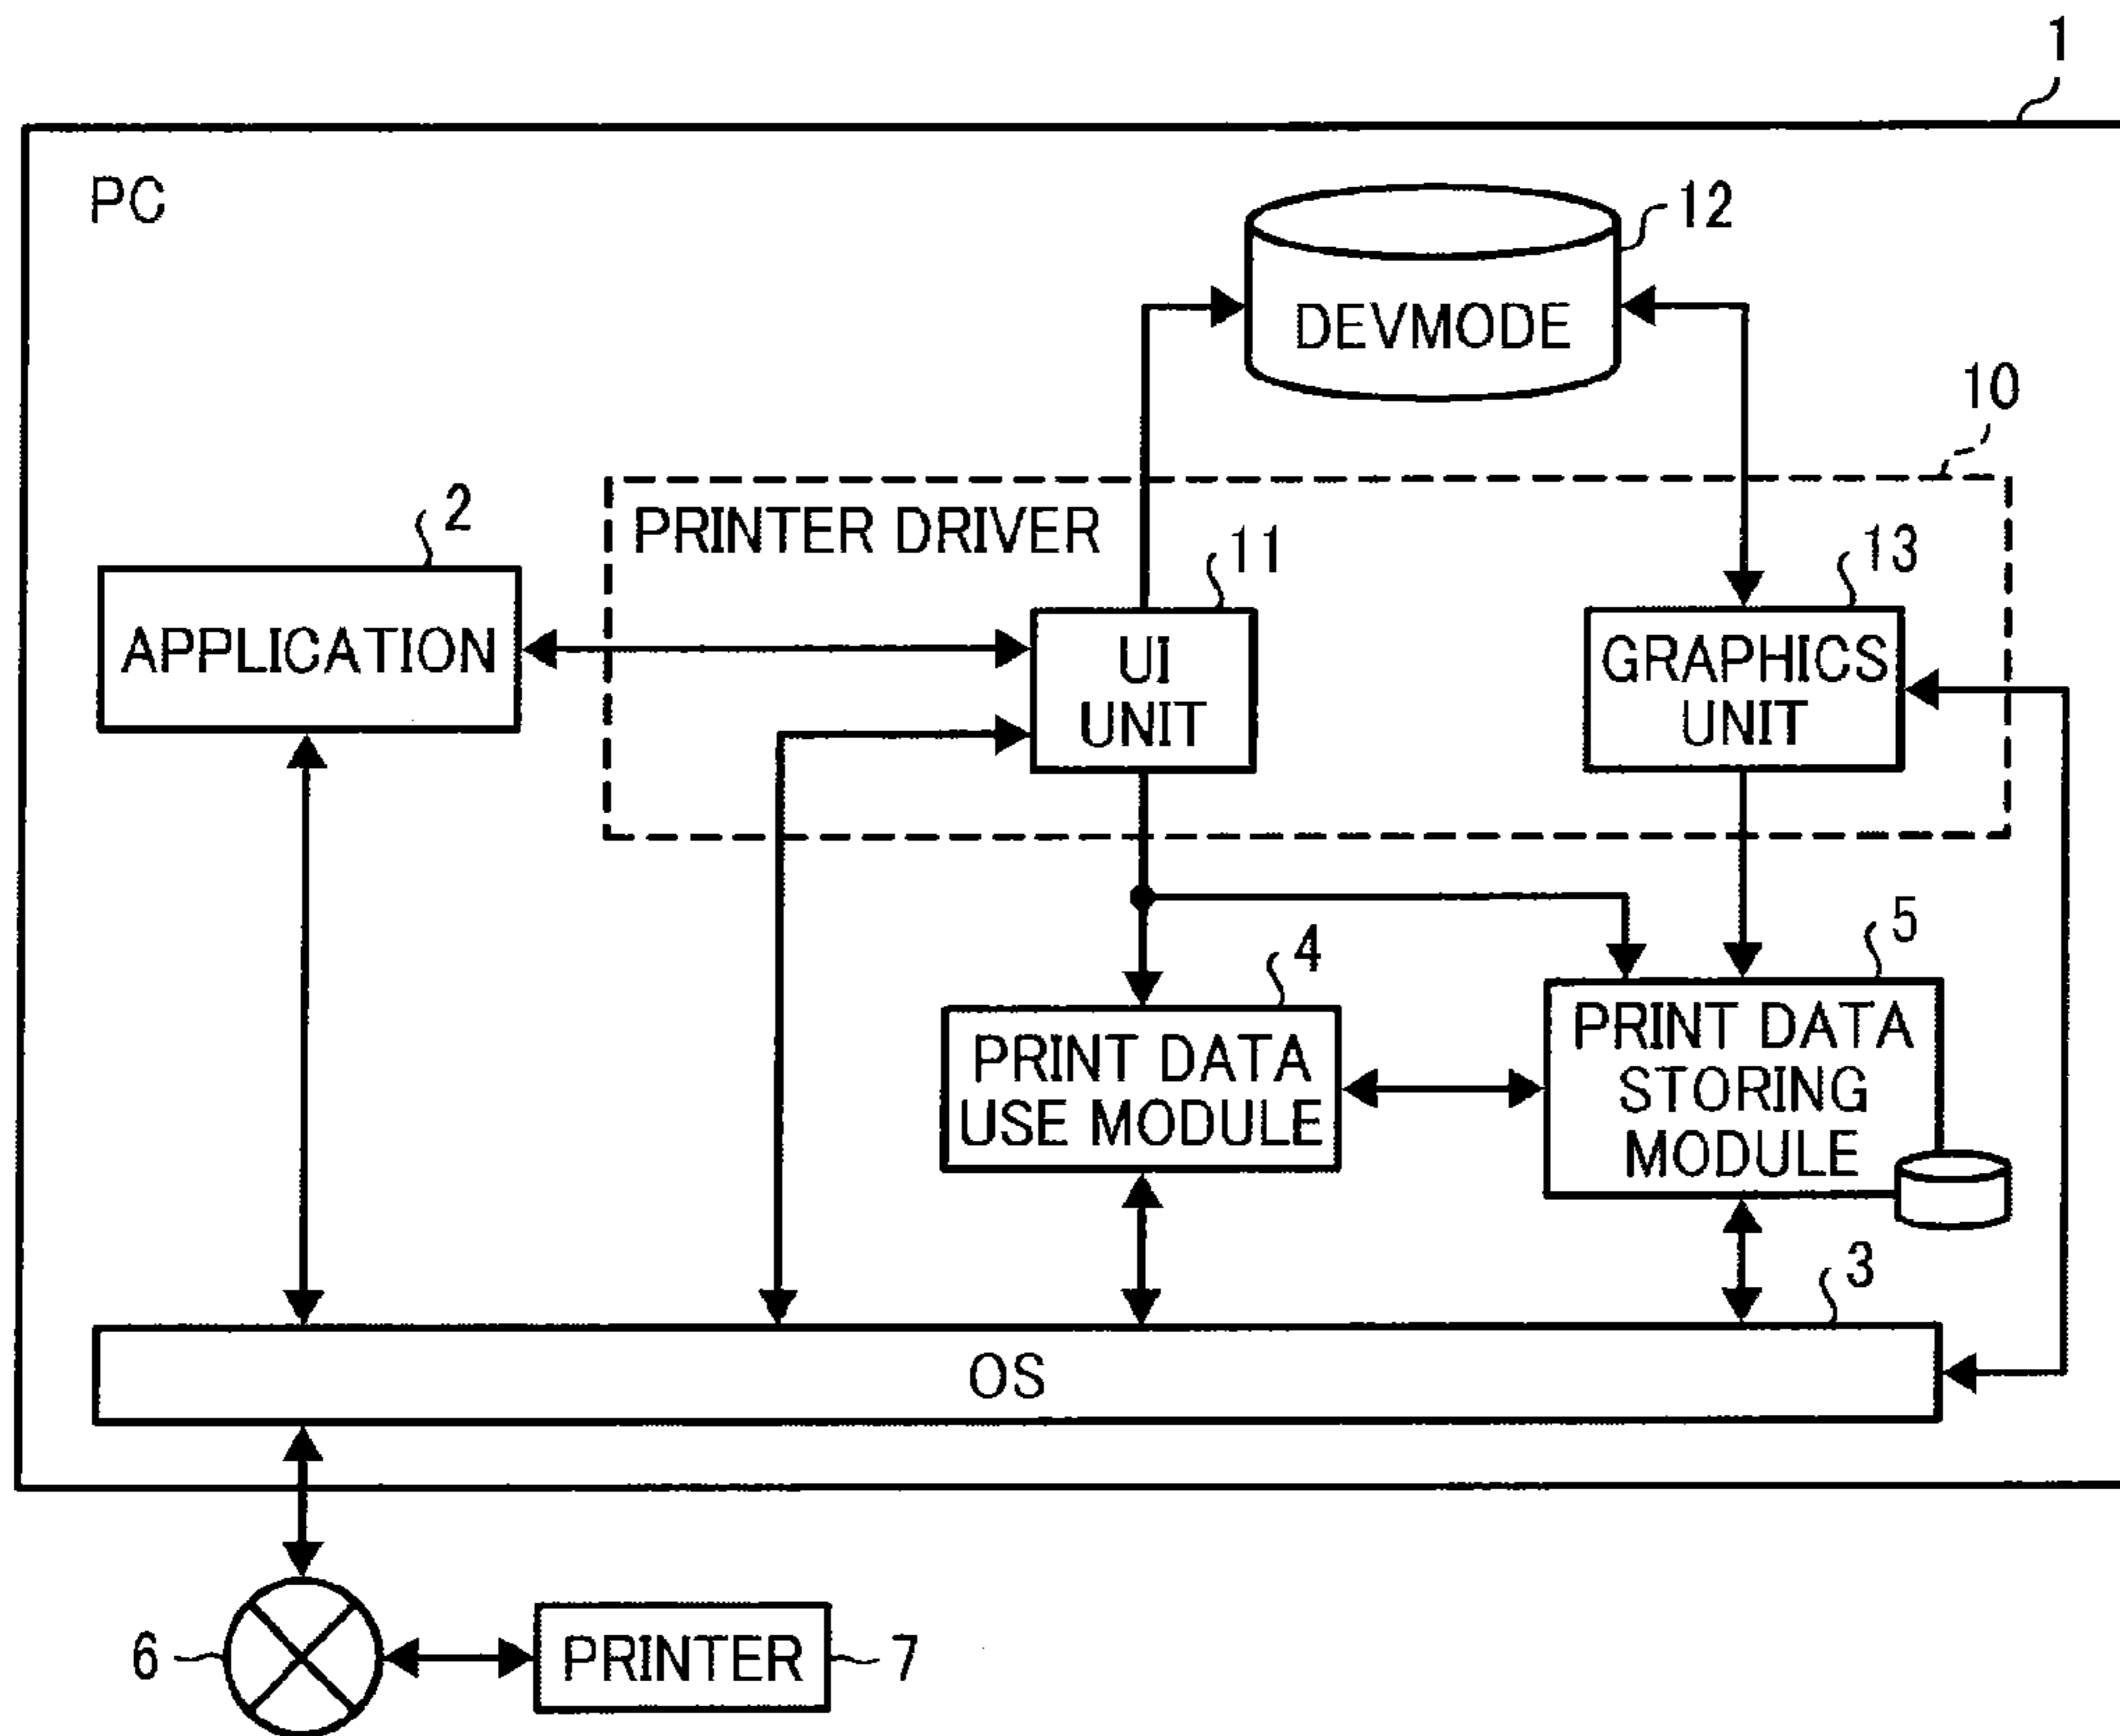 1
PC
12
DEVMODE
10
2
PRINTER DRIVER
11
13
APPLICATION
UI
UNIT
GRAPHICS
UNIT
4
5
PRINT DATA
USE MODULE
PRINT DATA
STORING
MODULE
3
OS
6
PRINTER
7